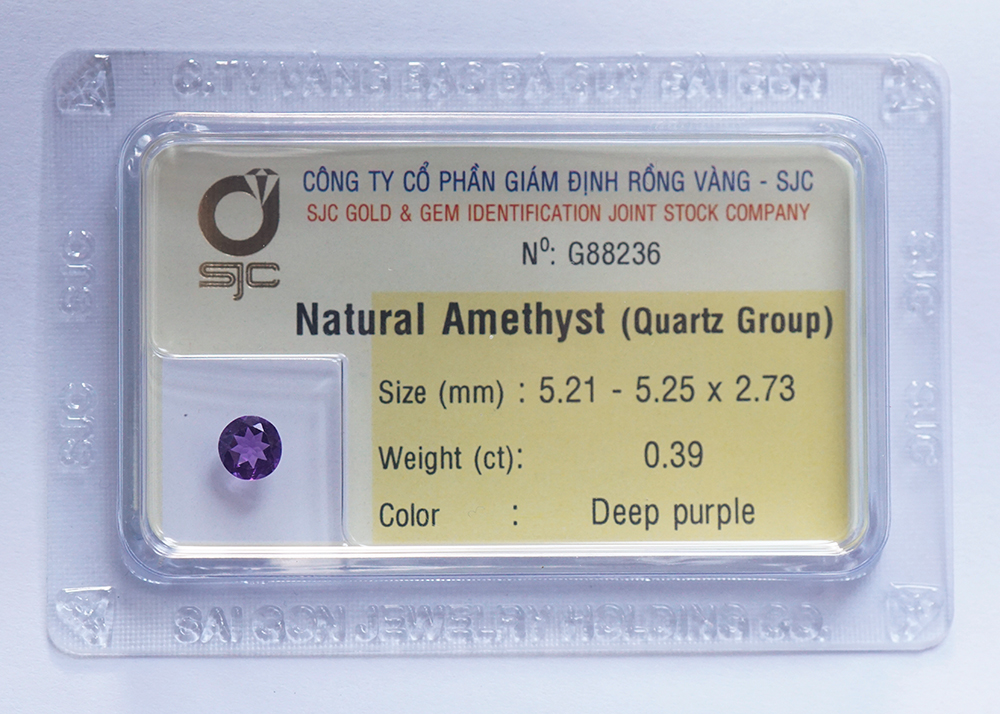 C.TY VÀNG BẠC ĐÁ QUÝ SÀI GÒN
CÔNG TY CỔ PHẦN GIÁM ĐỊNH RỒNG VÀNG - SJC
SJC GOLD & GEM IDENTIFICATION JOINT STOCK COMPANY
Nº: G88236
SJC
Natural Amethyst (Quartz Group)
Size (mm) : 5.21 - 5.25 x 2.73
Weight (ct): 0.39
Color : Deep purple
SJC
SJC
SJC
SJC
SAI GON JEWELRY HOLDING CO.